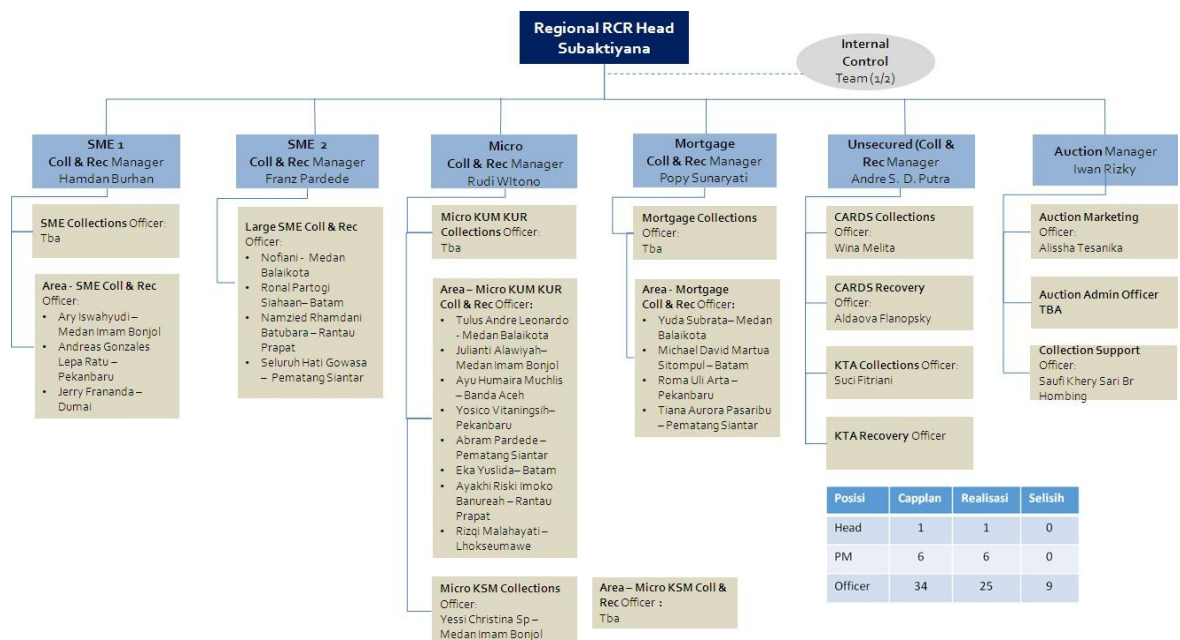 Regional RCR Head
Subaktiyana
Internal
Control
Team (1/2)
SME 1
Coll & Rec Manager
Hamdan Burhan
SME 2
Coll & Rec Manager
Franz Pardede
Micro
Coll & Rec Manager
Rudi WItono
Mortgage
Coll & Rec Manager
Popy Sunaryati
Unsecured (Coll &
Rec Manager
Andre S. D. Putra
Auction Manager
Iwan Rizky
SME Collections Officer:
Tba
Area - SME Coll & Rec
Officer:
• Ary Iswahyudi –
Medan Imam Bonjol
• Andreas Gonzales
Lepa Ratu –
Pekanbaru
• Jerry Frananda –
Dumai
Large SME Coll & Rec
Officer:
• Nofiani - Medan
Balaikota
• Ronal Partogi
Siahaan– Batam
• Namzied Rhamdani
Batubara – Rantau
Prapat
• Seluruh Hati Gowasa
– Pematang Siantar
Micro KUM KUR
Collections Officer:
Tba
Area – Micro KUM KUR
Coll & Rec Officer:
• Tulus Andre Leonardo
- Medan Balaikota
• Julianti Alawiyah–
Medan Imam Bonjol
• Ayu Humaira Muchlis
– Banda Aceh
• Yosico Vitaningsih–
Pekanbaru
• Abram Pardede –
Pematang Siantar
• Eka Yuslida– Batam
• Ayakhi Riski Imoko
Banureah – Rantau
Prapat
• Rizqi Malahayati –
Lhokseumawe
Micro KSM Collections
Officer:
Yessi Christina Sp –
Medan Imam Bonjol
Area – Micro KSM Coll &
Rec Officer :
Tba
Mortgage Collections
Officer:
Tba
Area - Mortgage
Coll & Rec Officer:
• Yuda Subrata– Medan
Balaikota
• Michael David Martua
Sitompul – Batam
• Roma Uli Arta –
Pekanbaru
• Tiana Aurora Pasaribu
– Pematang Siantar
CARDS Collections
Officer:
Wina Melita
CARDS Recovery
Officer:
Aldaova Flanopsky
KTA Collections Officer:
Suci Fitriani
KTA Recovery Officer
Auction Marketing
Officer:
Alissha Tesanika
Auction Admin Officer
TBA
Collection Support
Officer:
Saufi Khery Sari Br
Hombing
Posisi Capplan Realisasi Selisih
Head 1 1 0
PM 6 6 0
Officer 34 25 9